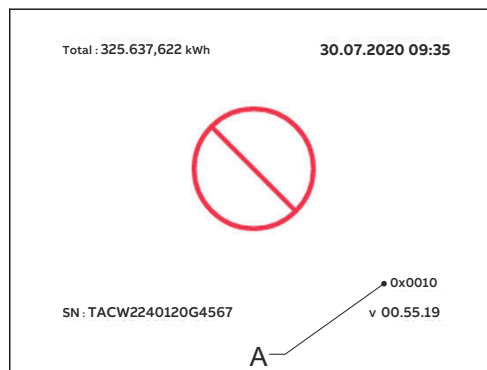 Total : 325.637,622 kWh
30.07.2020 09:35
0x0010
SN : TACW2240120G4567
v 00.55.19
A